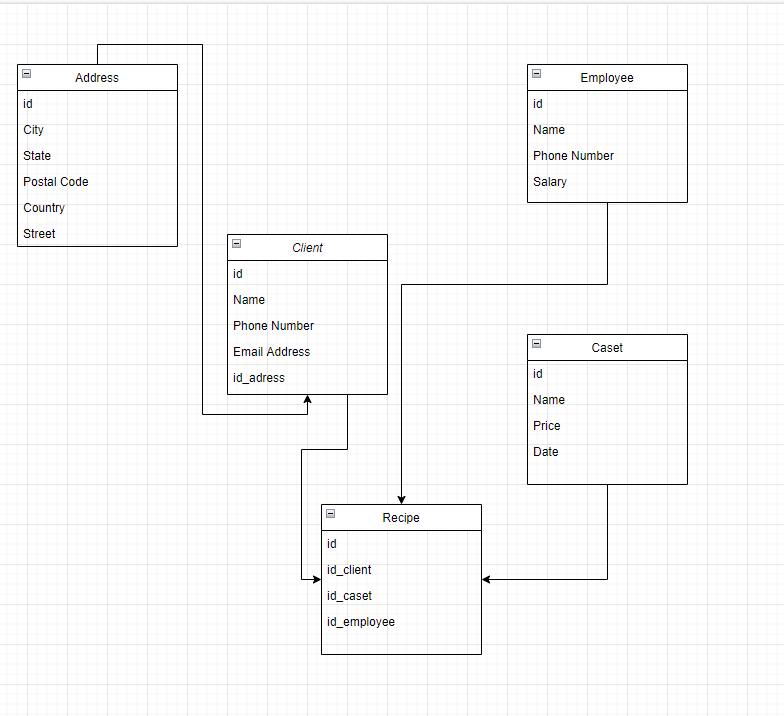 Address
id
City
State
Postal Code
Country
Street
Employee
id
Name
Phone Number
Salary
Client
id
Name
Phone Number
Email Address
id_adress
Caset
id
Name
Price
Date
Recipe
id
id_client
id_caset
id_employee